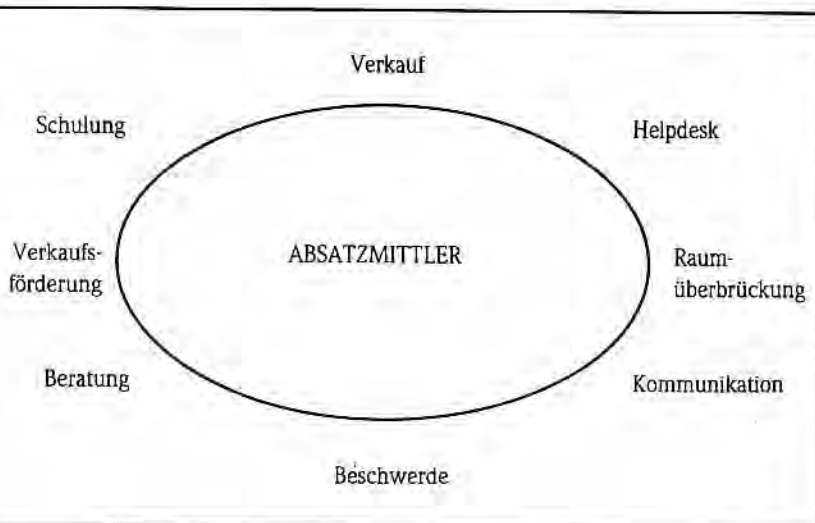 Verkauf
Schulung
Helpdesk
Verkaufs-
förderung
ABSATZMITTLER
Raum-
überbrückung
Beratung
Kommunikation
Beschwerde